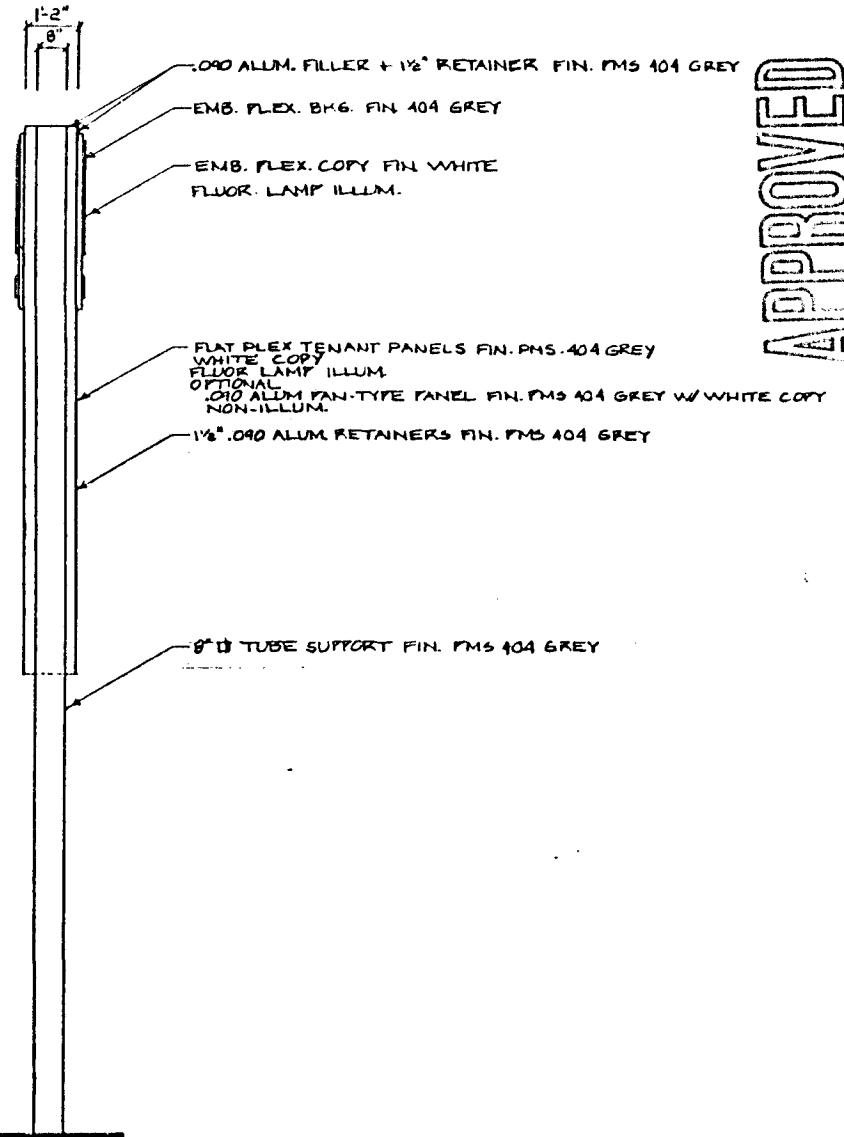 1'-2"
8"
.090 ALUM. FILLER + 1½" RETAINER FIN. PMS 404 GREY
EMB. PLEX. BKG. FIN 404 GREY
EMB. PLEX. COPY FIN WHITE
FLUOR. LAMP ILLUM.
APPROVED
FLAT PLEX TENANT PANELS FIN. PMS. 404 GREY
WHITE COPY
FLUOR LAMP ILLUM.
OPTIONAL
.090 ALUM PAN-TYPE PANEL FIN. PMS 404 GREY W/ WHITE COPY
NON-ILLUM.
1½" .090 ALUM. RETAINERS FIN. PMS 404 GREY
8" TUBE SUPPORT FIN. PMS 404 GREY